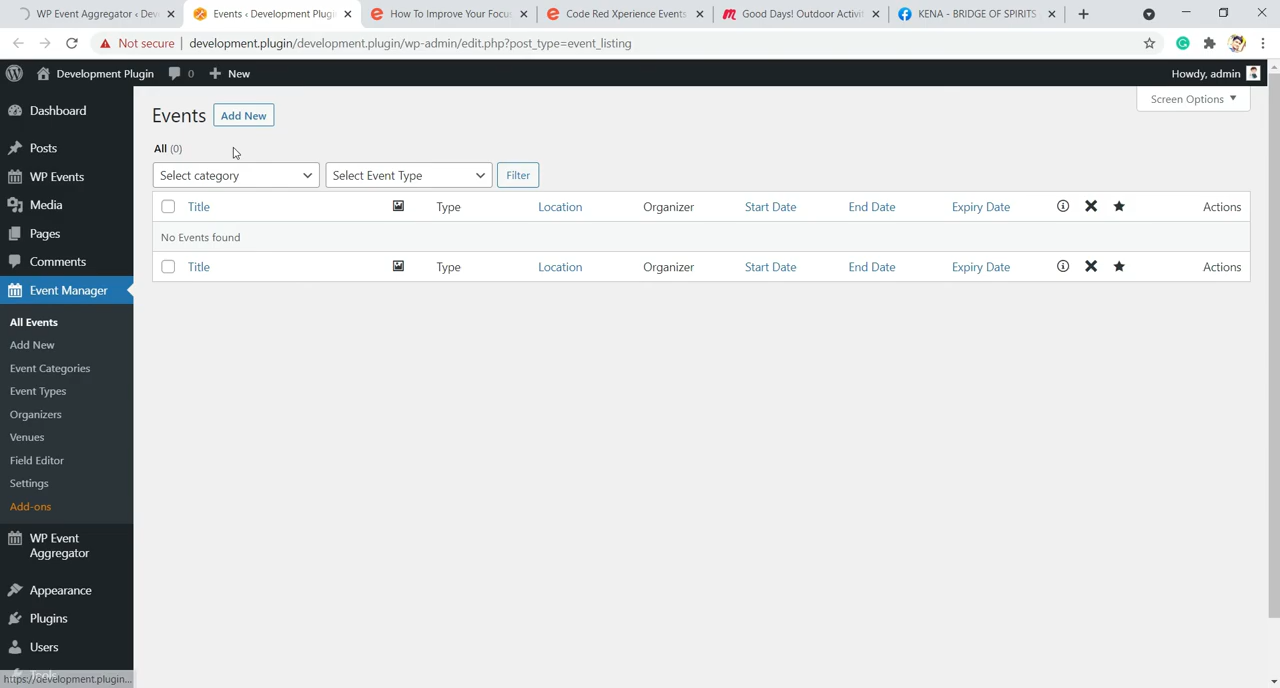 WP Event Aggregator ‹ Dev
Events ‹ Development Plugi
How To Improve Your Focus
Code Red Xperience Events
Good Days! Outdoor Activit
KENA - BRIDGE OF SPIRITS
Not secure | development.plugin/development.plugin/wp-admin/edit.php?post_type=event_listing
Development Plugin 0 New
Howdy, admin
Dashboard
Posts
WP Events
Media
Pages
Comments
Event Manager
All Events
Add New
Event Categories
Event Types
Organizers
Venues
Field Editor
Settings
Add-ons
WP Event
Aggregator
Appearance
Plugins
Users
https://development.plugin...
Events Add New
Screen Options
All (0)
Select category Select Event Type Filter
Title Type Location Organizer Start Date End Date Expiry Date Actions
No Events found
Title Type Location Organizer Start Date End Date Expiry Date Actions